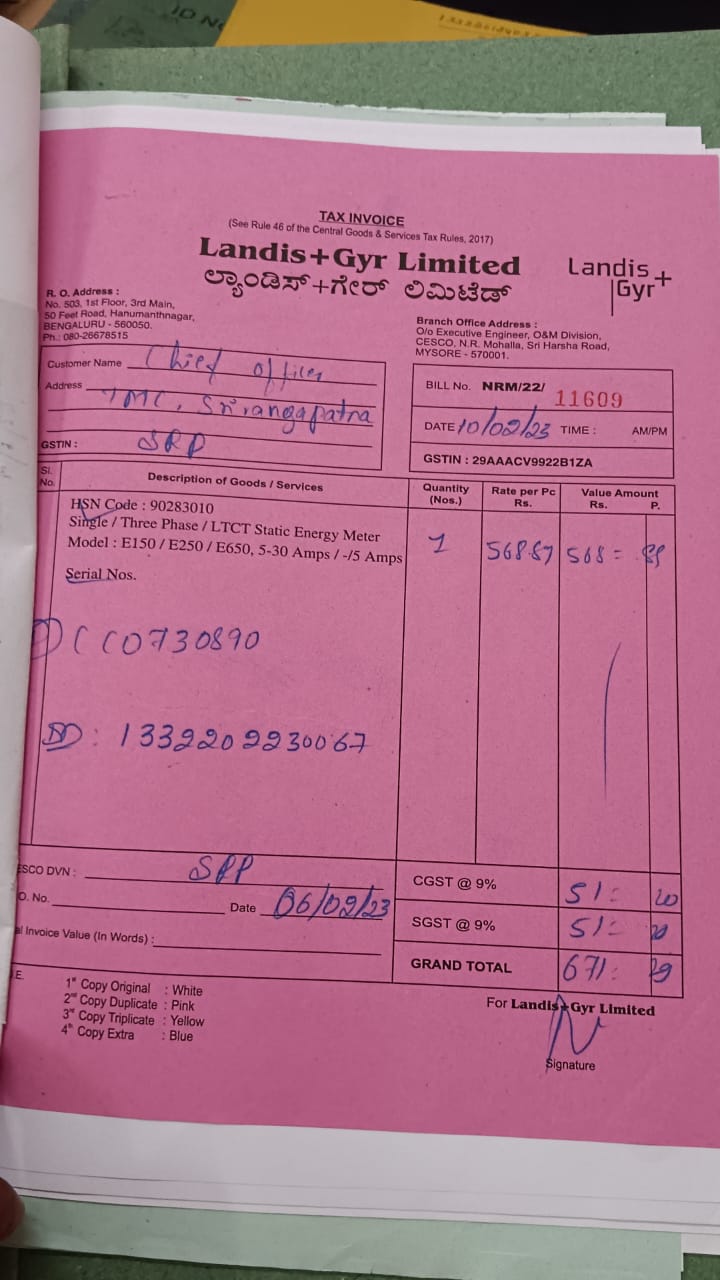 TAX INVOICE
(See Rule 46 of the Central Goods & Services Tax Rules, 2017)
Landis+Gyr Limited
ಲ್ಯಾಂಡಿಸ್+ಗೇರ್ ಲಿಮಿಟೆಡ್
Landis+
Gyr
R. O. Address :
No. 503, 1st Floor, 3rd Main,
50 Feet Road, Hanumanthnagar,
BENGALURU - 560050.
Ph.: 080-26678515
Branch Office Address :
O/o Executive Engineer, O&M Division,
CESCO, N.R. Mohalla, Sri Harsha Road,
MYSORE - 570001.
Customer Name Chief officer
Address TMC, Srirangapatna
GSTIN : SRP
BILL No. NRM/22/ 11609
DATE 10/02/23 TIME : AM/PM
GSTIN : 29AAACV9922B1ZA
Sl. No. Description of Goods / Services Quantity (Nos.) Rate per Pc Rs. Value Amount Rs. P.
HSN Code : 90283010
Single / Three Phase / LTCT Static Energy Meter
Model : E150 / E250 / E650, 5-30 Amps / -/5 Amps 1 568.87 568=
Serial Nos.
CC0730890
1332209230067
ESCO DVN : SRP
O. No. Date 06/02/23
al Invoice Value (In Words) :
CGST @ 9% 51= 20
SGST @ 9% 51= 20
GRAND TOTAL 671= 29
E.
1st Copy Original : White
2nd Copy Duplicate : Pink
3rd Copy Triplicate : Yellow
4th Copy Extra : Blue
For Landis+Gyr Limited
Signature